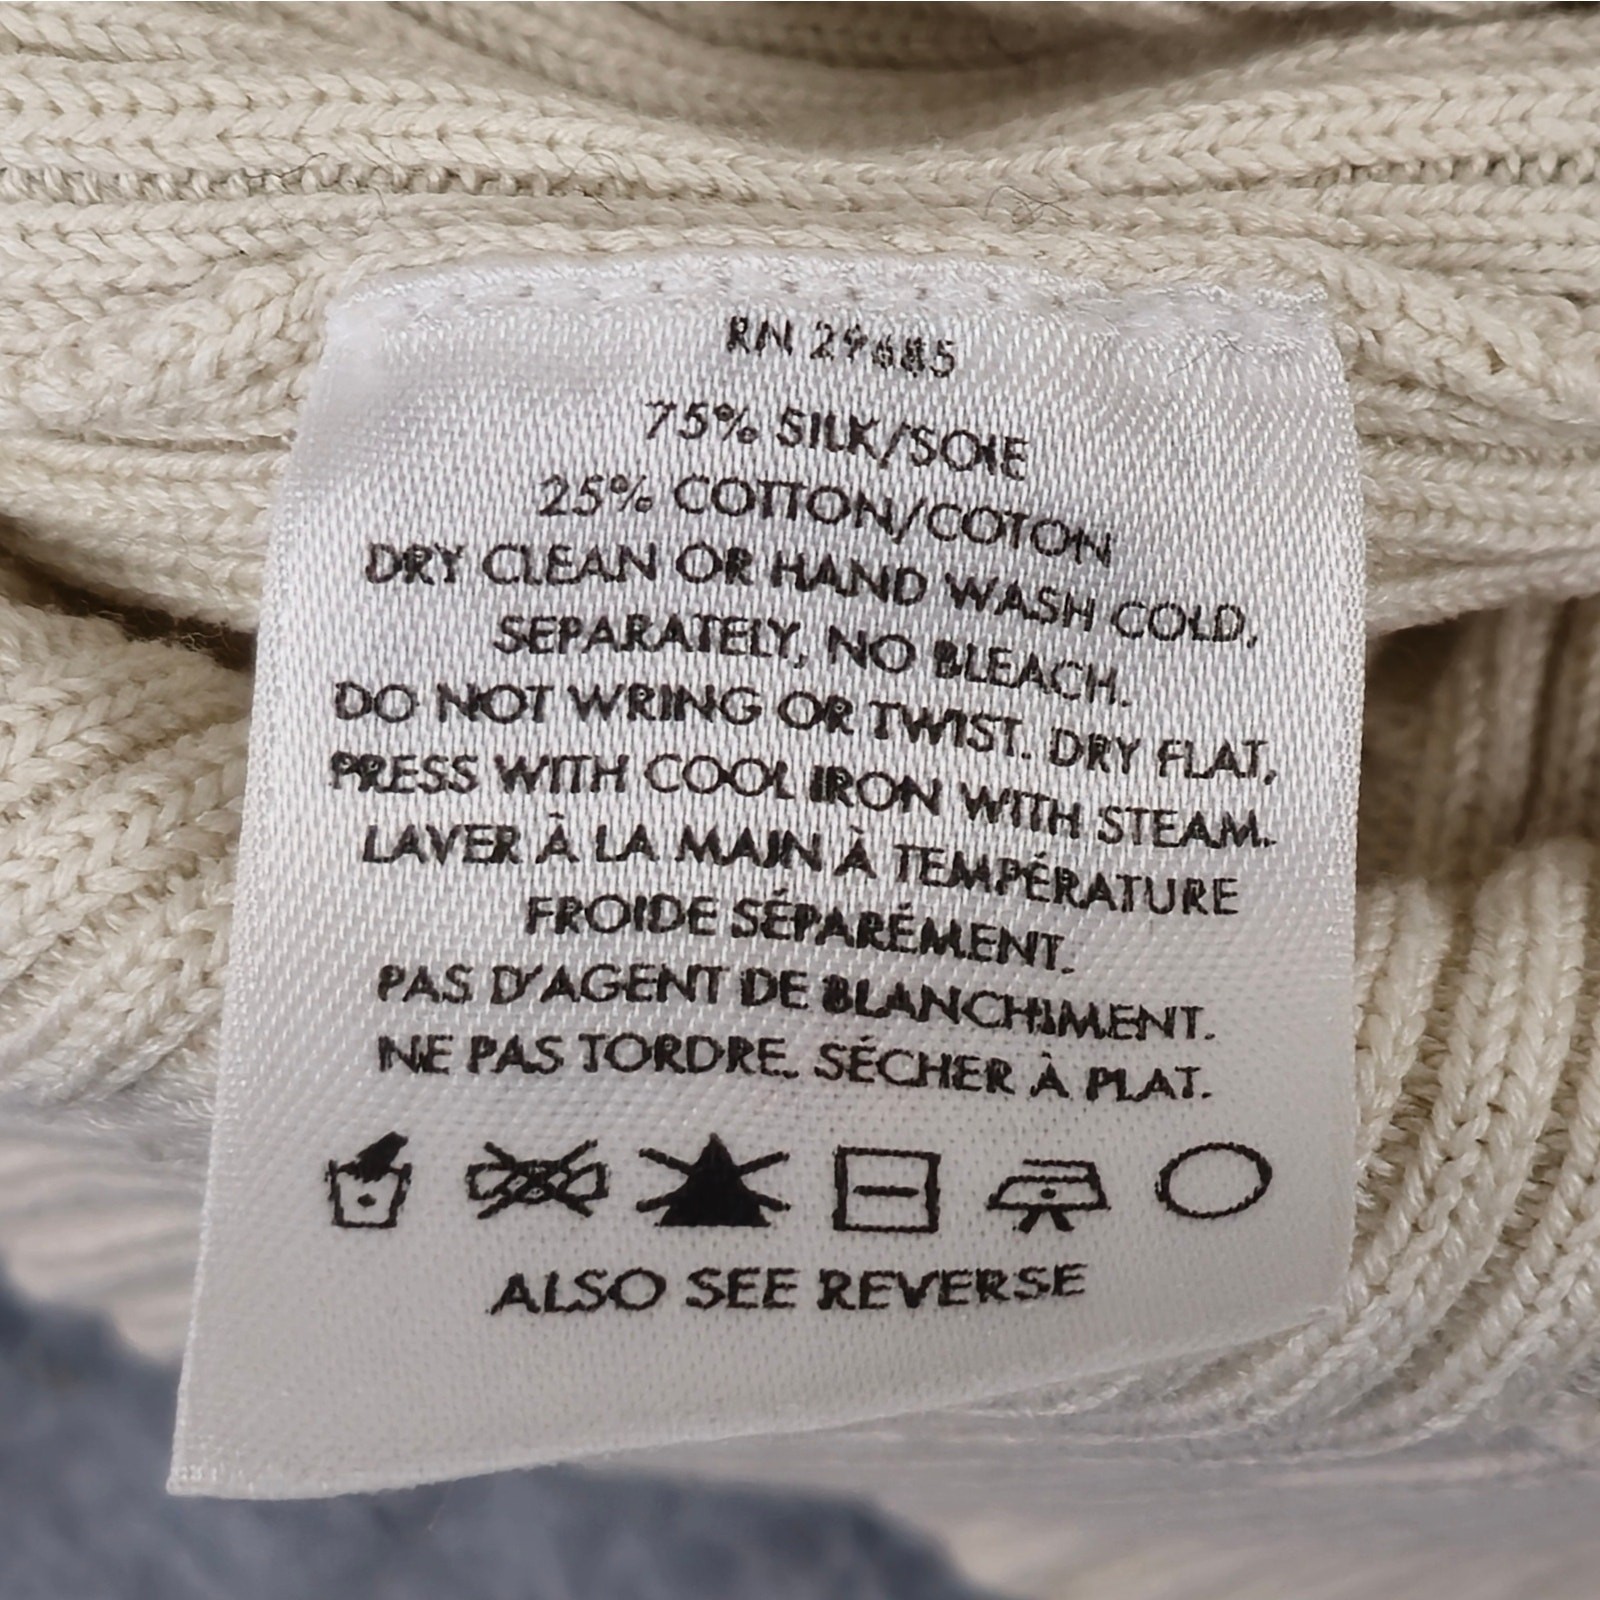 RN 29685
75% SILK/SOIE
25% COTTON/COTON
DRY CLEAN OR HAND WASH COLD,
SEPARATELY, NO BLEACH.
DO NOT WRING OR TWIST. DRY FLAT,
PRESS WITH COOL IRON WITH STEAM.
LAVER À LA MAIN À TEMPÉRATURE
FROIDE SÉPARÉMENT.
PAS D'AGENT DE BLANCHIMENT.
NE PAS TORDRE. SÉCHER À PLAT.
ALSO SEE REVERSE